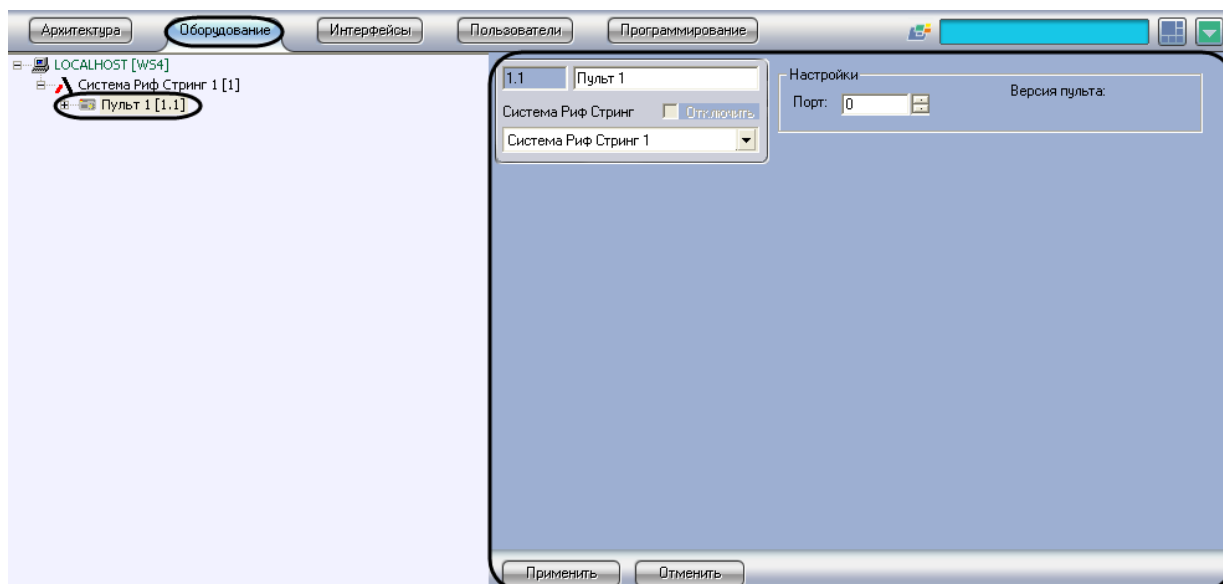 Архитектура Оборудование Интерфейсы Пользователи Программирование
LOCALHOST [WS4]
Система Риф Стринг 1 [1]
Пульт 1 [1.1]
1.1 Пульт 1
Система Риф Стринг Отключить
Система Риф Стринг 1
Настройки
Порт: 0
Версия пульта:
Применить Отменить